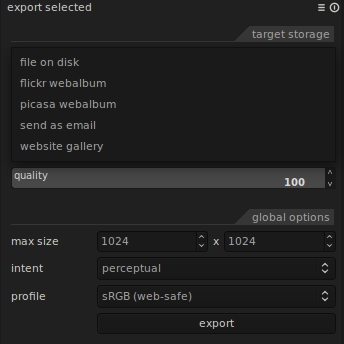 export selected
target storage
file on disk
flickr webalbum
picasa webalbum
send as email
website gallery
quality
100
global options
max size 1024 x 1024
intent perceptual
profile sRGB (web-safe)
export